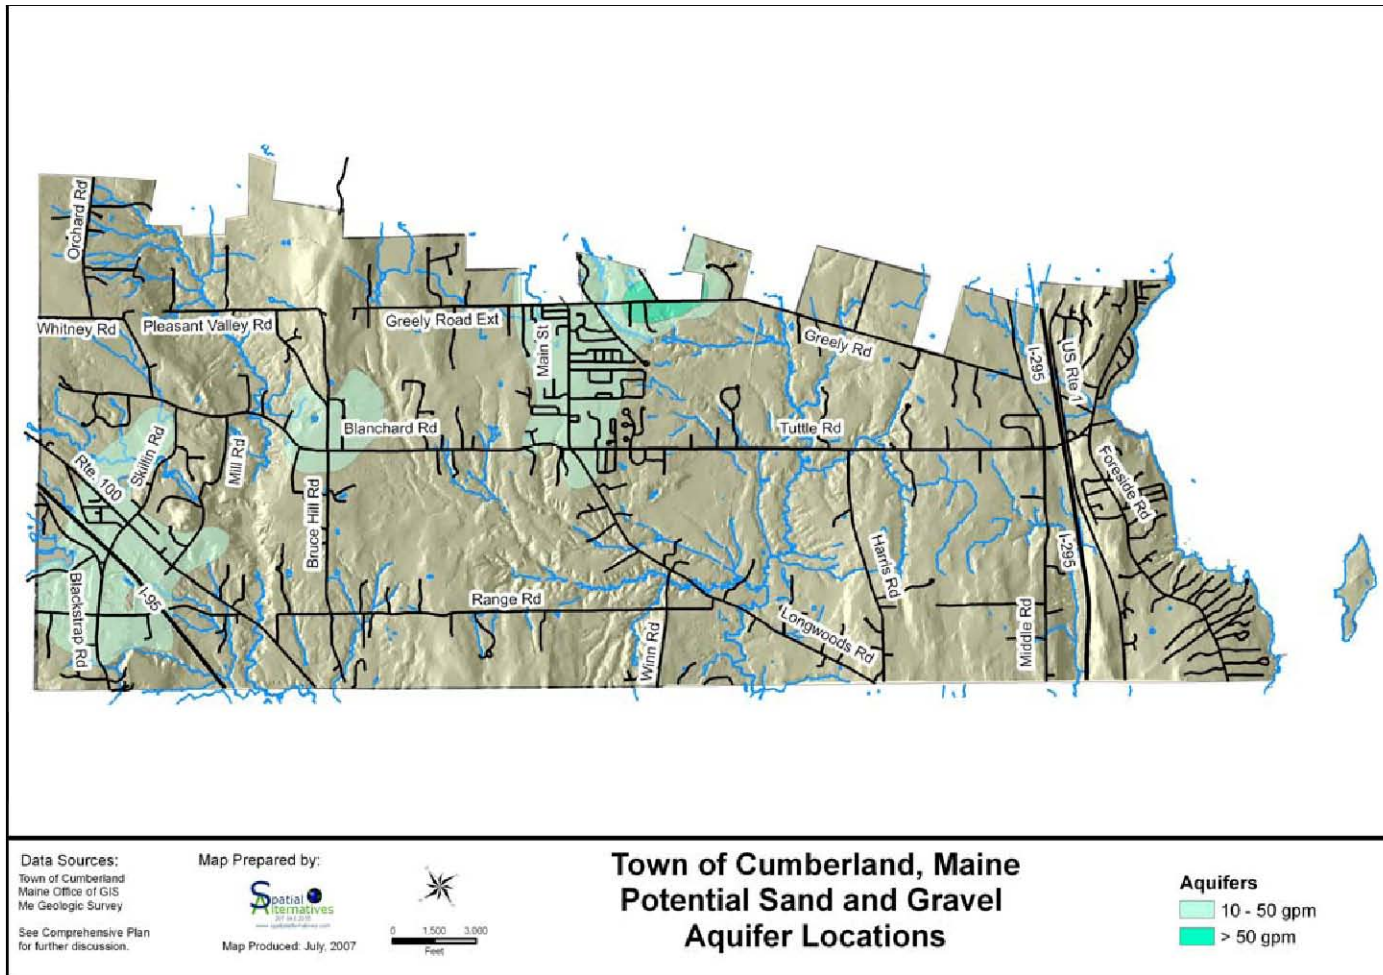 Orchard Rd
Whitney Rd
Pleasant Valley Rd
Greely Road Ext
Main St
Greely Rd
I-295
US Rte 1
Blanchard Rd
Tuttle Rd
Skillin Rd
Mill Rd
Rte. 100
Foreside Rd
Bruce Hill Rd
Harris Rd
I-295
I-95
Blackstrap Rd
Range Rd
Winn Rd
Longwoods Rd
Middle Rd
Data Sources:
Town of Cumberland
Maine Office of GIS
Me Geologic Survey
See Comprehensive Plan
for further discussion.
Map Prepared by:
Spatial
Alternatives
www.spatialalternatives.com
Map Produced: July, 2007
0 1,500 3,000
Feet
Town of Cumberland, Maine
Potential Sand and Gravel
Aquifer Locations
Aquifers
10 - 50 gpm
> 50 gpm